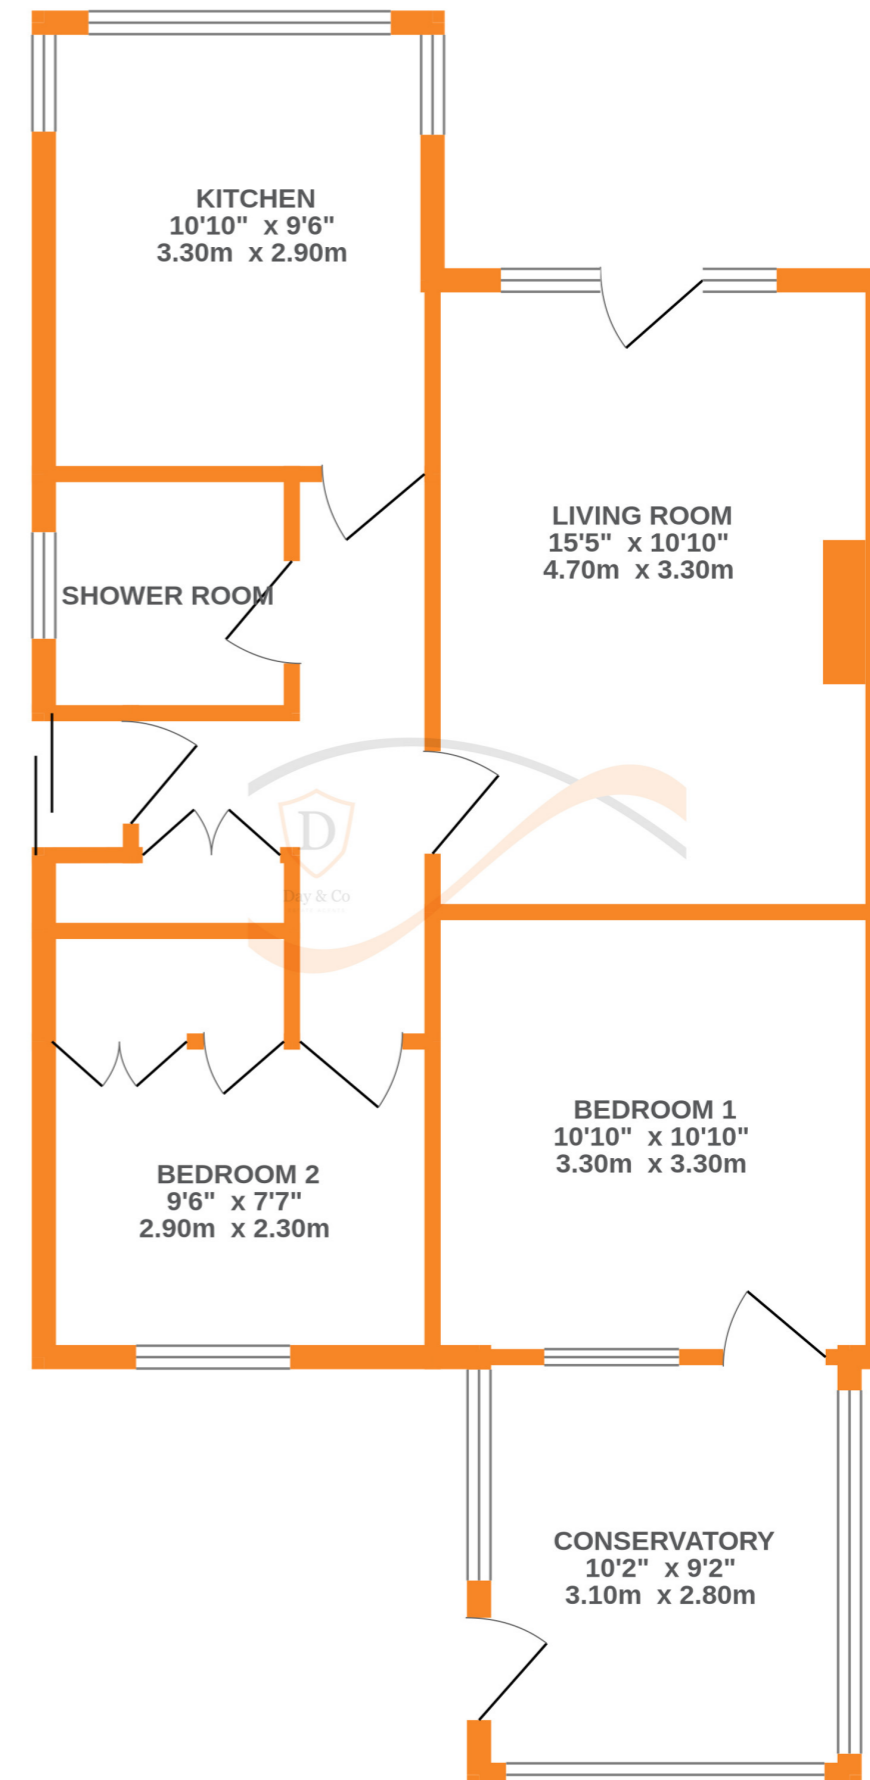 KITCHEN
10'10" x 9'6"
3.30m x 2.90m
LIVING ROOM
15'5" x 10'10"
4.70m x 3.30m
SHOWER ROOM
D
Day & Co
BEDROOM 1
10'10" x 10'10"
3.30m x 3.30m
BEDROOM 2
9'6" x 7'7"
2.90m x 2.30m
CONSERVATORY
10'2" x 9'2"
3.10m x 2.80m